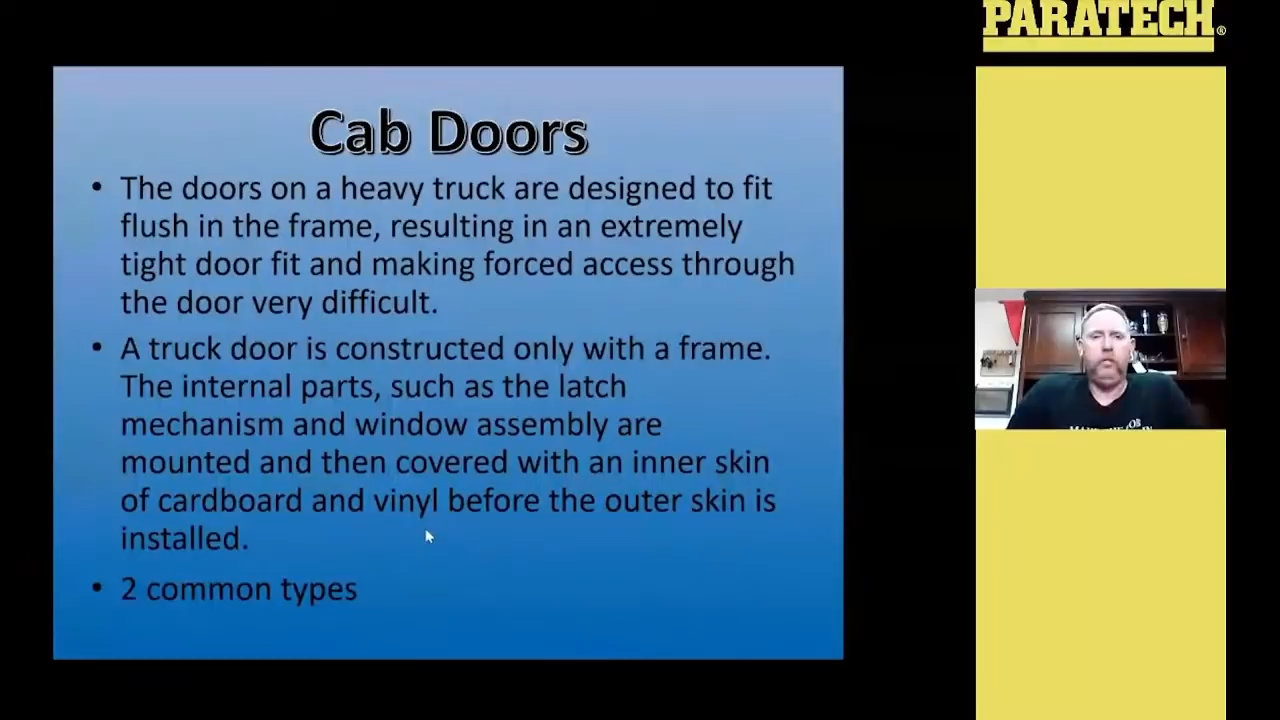 PARATECH®
Cab Doors
• The doors on a heavy truck are designed to fit
flush in the frame, resulting in an extremely
tight door fit and making forced access through
the door very difficult.
• A truck door is constructed only with a frame.
The internal parts, such as the latch
mechanism and window assembly are
mounted and then covered with an inner skin
of cardboard and vinyl before the outer skin is
installed.
• 2 common types